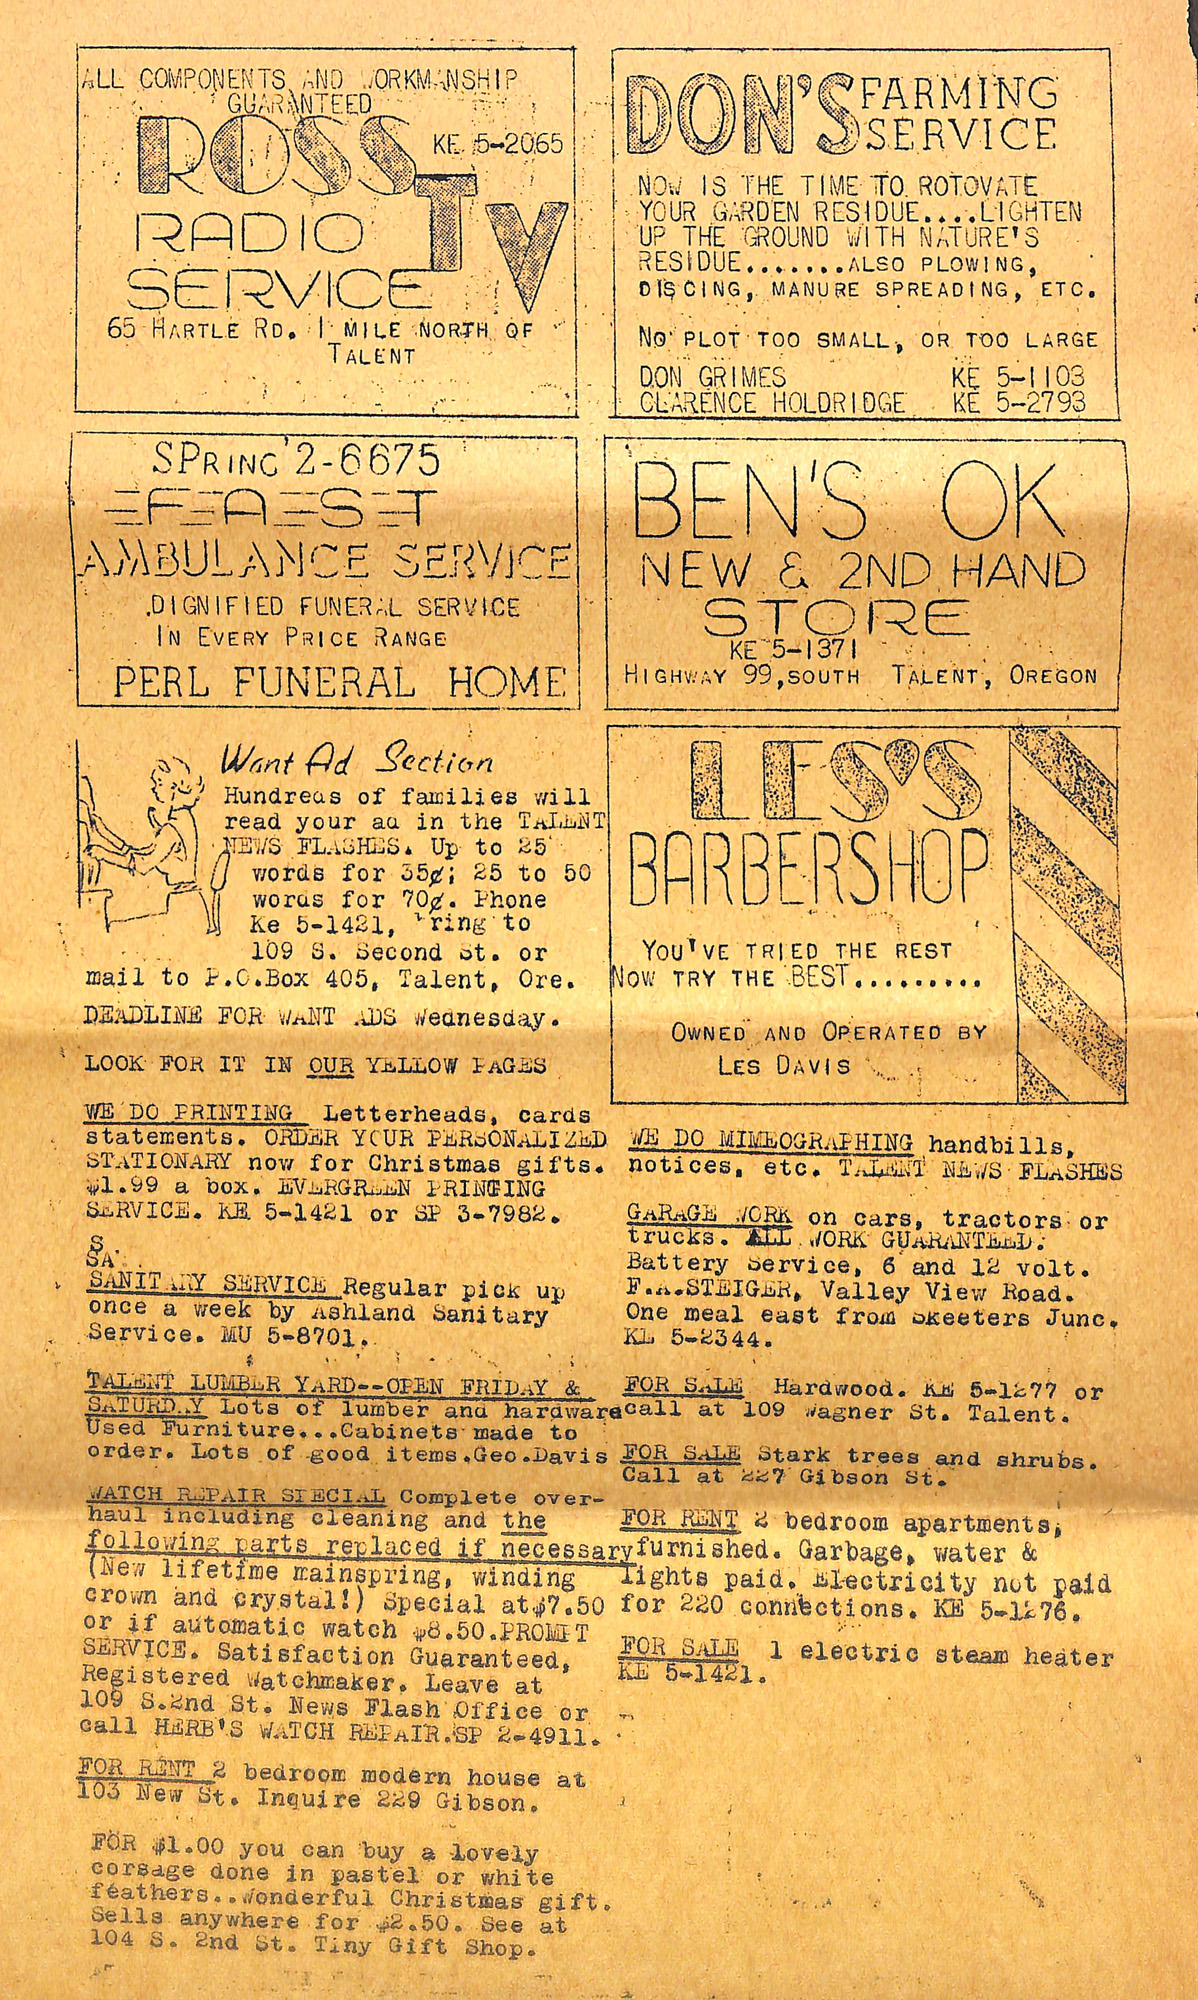 ALL COMPONENTS AND WORKMANSHIP
GUARANTEED
ROSS KE 5-2065
RADIO TV
SERVICE
65 HARTLE RD. 1 MILE NORTH OF
TALENT
DON'S FARMING
SERVICE
NOW IS THE TIME TO ROTOVATE
YOUR GARDEN RESIDUE....LIGHTEN
UP THE GROUND WITH NATURE'S
RESIDUE.......ALSO PLOWING,
DISCING, MANURE SPREADING, ETC.
NO PLOT TOO SMALL, OR TOO LARGE
DON GRIMES KE 5-1103
CLARENCE HOLDRIDGE KE 5-2793
SPRING 2-6675
FAST
AMBULANCE SERVICE
DIGNIFIED FUNERAL SERVICE
IN EVERY PRICE RANGE
PERL FUNERAL HOME
BEN'S OK
NEW & 2ND HAND
STORE
KE 5-1371
HIGHWAY 99, SOUTH TALENT, OREGON
Want Ad Section
Hundreds of families will
read your ad in the TALENT
NEWS FLASHES. Up to 25
words for 35¢; 25 to 50
words for 70¢. Phone
Ke 5-1421, bring to
109 S. Second St. or
mail to P.O.Box 405, Talent, Ore.
DEADLINE FOR WANT ADS Wednesday.
LOOK FOR IT IN OUR YELLOW PAGES
WE DO PRINTING Letterheads, cards
statements. ORDER YOUR PERSONALIZED
STATIONARY now for Christmas gifts.
$1.99 a box. EVERGREEN PRINTING
SERVICE. KE 5-1421 or SP 3-7982.
S
SA
SANITARY SERVICE Regular pick up
once a week by Ashland Sanitary
Service. MU 5-8701.
TALENT LUMBER YARD--OPEN FRIDAY &
SATURDAY Lots of lumber and hardware
Used Furniture...Cabinets made to
order. Lots of good items.Geo.Davis
WATCH REPAIR SPECIAL Complete over-
haul including cleaning and the
following parts replaced if necessary
(New lifetime mainspring, winding
crown and crystal!) Special at $7.50
or if automatic watch $8.50.PROMPT
SERVICE. Satisfaction Guaranteed,
Registered Watchmaker. Leave at
109 S.2nd St. News Flash Office or
call HERB'S WATCH REPAIR.SP 2-4911.
FOR RENT 2 bedroom modern house at
103 New St. Inquire 229 Gibson.
FOR $1.00 you can buy a lovely
corsage done in pastel or white
feathers..Wonderful Christmas gift.
Sells anywhere for $2.50. See at
104 S. 2nd St. Tiny Gift Shop.
LES'S
BARBERSHOP
YOU'VE TRIED THE REST
NOW TRY THE BEST.........
OWNED AND OPERATED BY
LES DAVIS
WE DO MIMEOGRAPHING handbills,
notices, etc. TALENT NEWS FLASHES
GARAGE WORK on cars, tractors or
trucks. ALL WORK GUARANTEED.
Battery Service, 6 and 12 volt.
F.A.STEIGER, Valley View Road.
One meal east from Skeeters Junc.
KE 5-2344.
FOR SALE Hardwood. KE 5-1277 or
call at 109 Wagner St. Talent.
FOR SALE Stark trees and shrubs.
Call at 227 Gibson St.
FOR RENT 2 bedroom apartments,
furnished. Garbage, water &
lights paid. Electricity not paid
for 220 connections. KE 5-1276.
FOR SALE 1 electric steam heater
KE 5-1421.